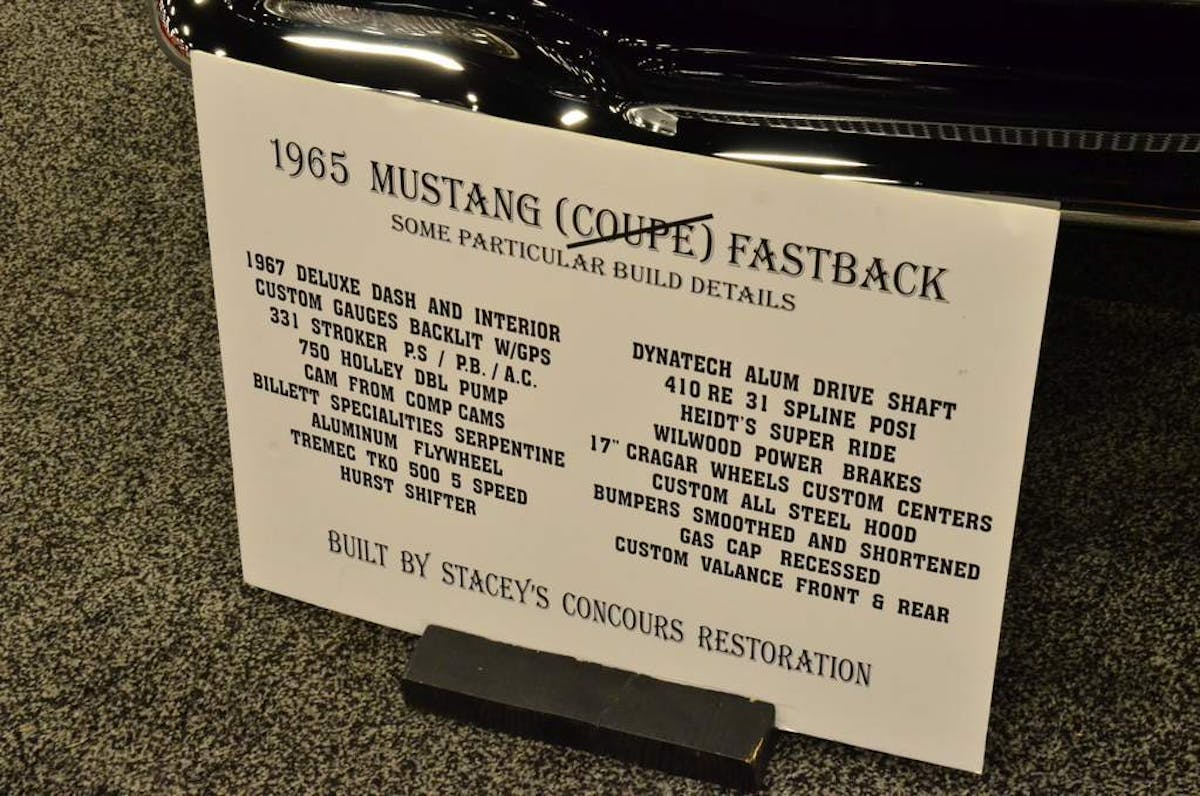 1965 MUSTANG (COUPE) FASTBACK
SOME PARTICULAR BUILD DETAILS
1967 DELUXE DASH AND INTERIOR
CUSTOM GAUGES BACKLIT W/GPS
331 STROKER P.S / P.B. / A.C.
750 HOLLEY DBL PUMP
CAM FROM COMP CAMS
BILLETT SPECIALITIES SERPENTINE
ALUMINUM FLYWHEEL
TREMEC TKO 500 5 SPEED
HURST SHIFTER
DYNATECH ALUM DRIVE SHAFT
410 RE 31 SPLINE POSI
HEIDT'S SUPER RIDE
WILWOOD POWER BRAKES
17" CRAGAR WHEELS CUSTOM CENTERS
CUSTOM ALL STEEL HOOD
BUMPERS SMOOTHED AND SHORTENED
GAS CAP RECESSED
CUSTOM VALANCE FRONT & REAR
BUILT BY STACEY'S CONCOURS RESTORATION